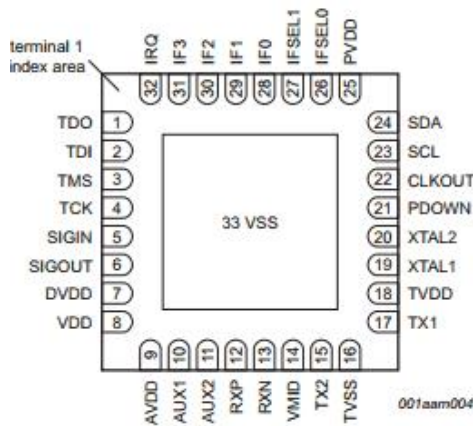 terminal 1
index area
IRQ
IF3
IF2
IF1
IF0
IFSEL1
IFSEL0
PVDD
32 31 30 29 28 27 26 25
TDO 1
TDI 2
TMS 3
TCK 4
SIGIN 5
SIGOUT 6
DVDD 7
VDD 8
33 VSS
24 SDA
23 SCL
22 CLKOUT
21 PDOWN
20 XTAL2
19 XTAL1
18 TVDD
17 TX1
9 10 11 12 13 14 15 16
AVDD
AUX1
AUX2
RXP
RXN
VMID
TX2
TVSS
001aam004